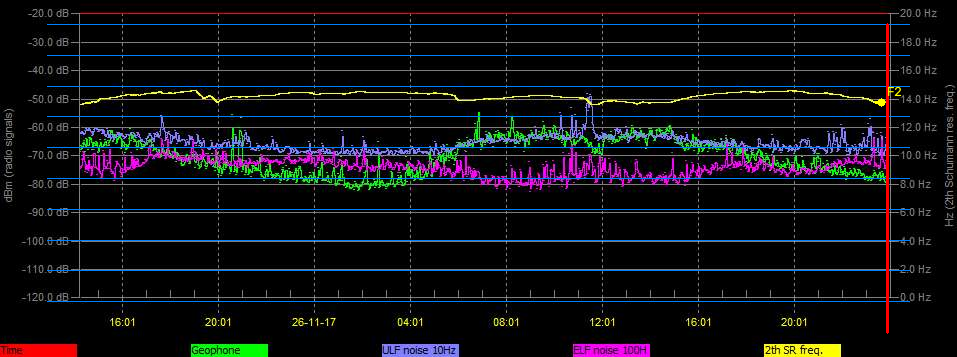 -20.0 dB
20.0 Hz
-30.0 dB
18.0 Hz
-40.0 dB
16.0 Hz
-50.0 dB
F2
14.0 Hz
-60.0 dB
12.0 Hz
-70.0 dB
10.0 Hz
-80.0 dB
8.0 Hz
-90.0 dB
6.0 Hz
-100.0 dB
4.0 Hz
-110.0 dB
2.0 Hz
-120.0 dB
0.0 Hz
dBm (radio signals)
Hz (2th Schumann res. freq.)
16:01 20:01 26-11-17 04:01 08:01 12:01 16:01 20:01
Time Geophone ULF noise 10Hz ELF noise 100H 2th SR freq.